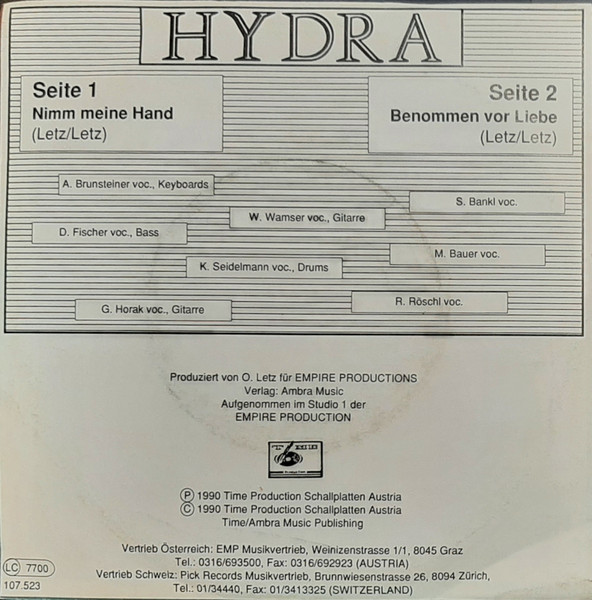 HYDRA
Seite 1
Nimm meine Hand
(Letz/Letz)
Seite 2
Benommen vor Liebe
(Letz/Letz)
A. Brunsteiner voc., Keyboards
S. Bankl voc.
W. Wamser voc., Gitarre
D. Fischer voc., Bass
M. Bauer voc.
K. Seidelmann voc., Drums
R. Röschl voc.
G. Horak voc., Gitarre
Produziert von O. Letz für EMPIRE PRODUCTIONS
Verlag: Ambra Music
Aufgenommen im Studio 1 der
EMPIRE PRODUCTION
Ⓟ 1990 Time Production Schallplatten Austria
© 1990 Time Production Schallplatten Austria
Time/Ambra Music Publishing
LC 7700
107.523
Vertrieb Österreich: EMP Musikvertrieb, Weinizenstrasse 1/1, 8045 Graz
Tel.: 0316/693500, Fax: 0316/692923 (AUSTRIA)
Vertrieb Schweiz: Pick Records Musikvertrieb, Brunnwiesenstrasse 26, 8094 Zürich,
Tel.: 01/34440, Fax: 01/3413325 (SWITZERLAND)